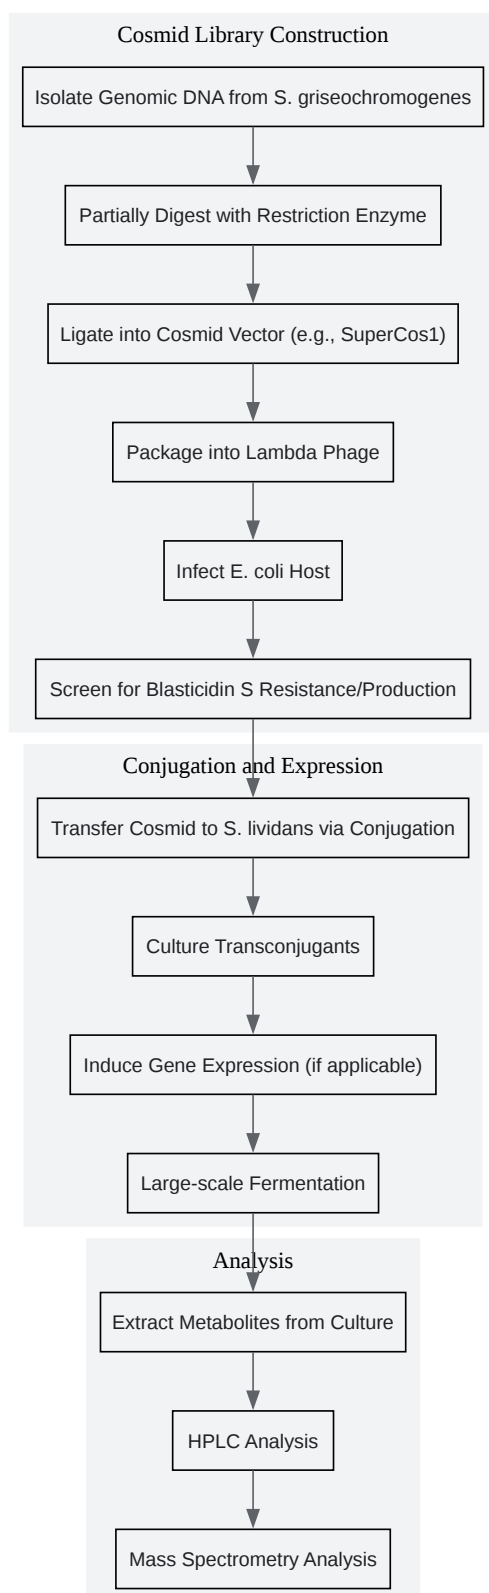 Cosmid Library Construction
Isolate Genomic DNA from S. griseochromogenes
Partially Digest with Restriction Enzyme
Ligate into Cosmid Vector (e.g., SuperCos1)
Package into Lambda Phage
Infect E. coli Host
Screen for Blasticidin S Resistance/Production
Conjugation and Expression
Transfer Cosmid to S. lividans via Conjugation
Culture Transconjugants
Induce Gene Expression (if applicable)
Large-scale Fermentation
Analysis
Extract Metabolites from Culture
HPLC Analysis
Mass Spectrometry Analysis